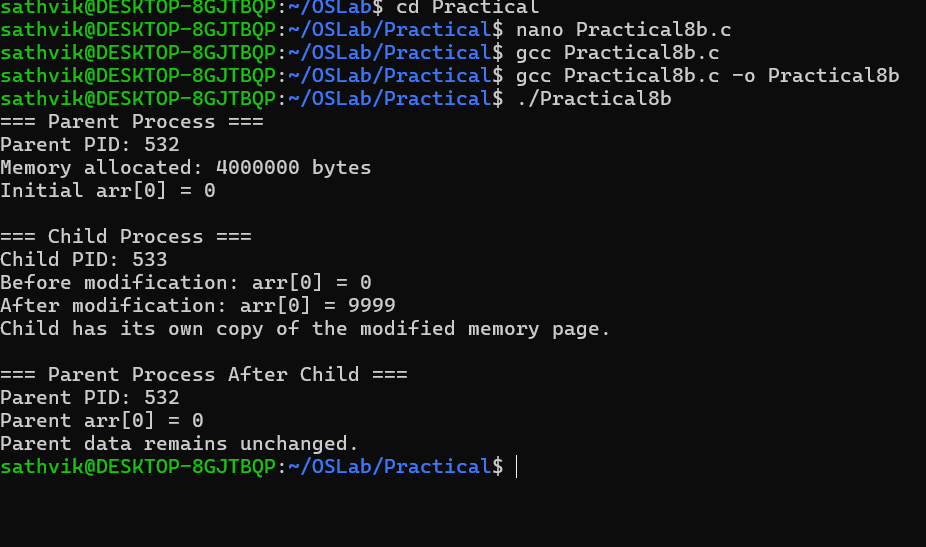 sathvik@DESKTOP-8GJTBQP:~/OSLab$ cd Practical
sathvik@DESKTOP-8GJTBQP:~/OSLab/Practical$ nano Practical8b.c
sathvik@DESKTOP-8GJTBQP:~/OSLab/Practical$ gcc Practical8b.c
sathvik@DESKTOP-8GJTBQP:~/OSLab/Practical$ gcc Practical8b.c -o Practical8b
sathvik@DESKTOP-8GJTBQP:~/OSLab/Practical$ ./Practical8b
=== Parent Process ===
Parent PID: 532
Memory allocated: 4000000 bytes
Initial arr[0] = 0
=== Child Process ===
Child PID: 533
Before modification: arr[0] = 0
After modification: arr[0] = 9999
Child has its own copy of the modified memory page.
=== Parent Process After Child ===
Parent PID: 532
Parent arr[0] = 0
Parent data remains unchanged.
sathvik@DESKTOP-8GJTBQP:~/OSLab/Practical$